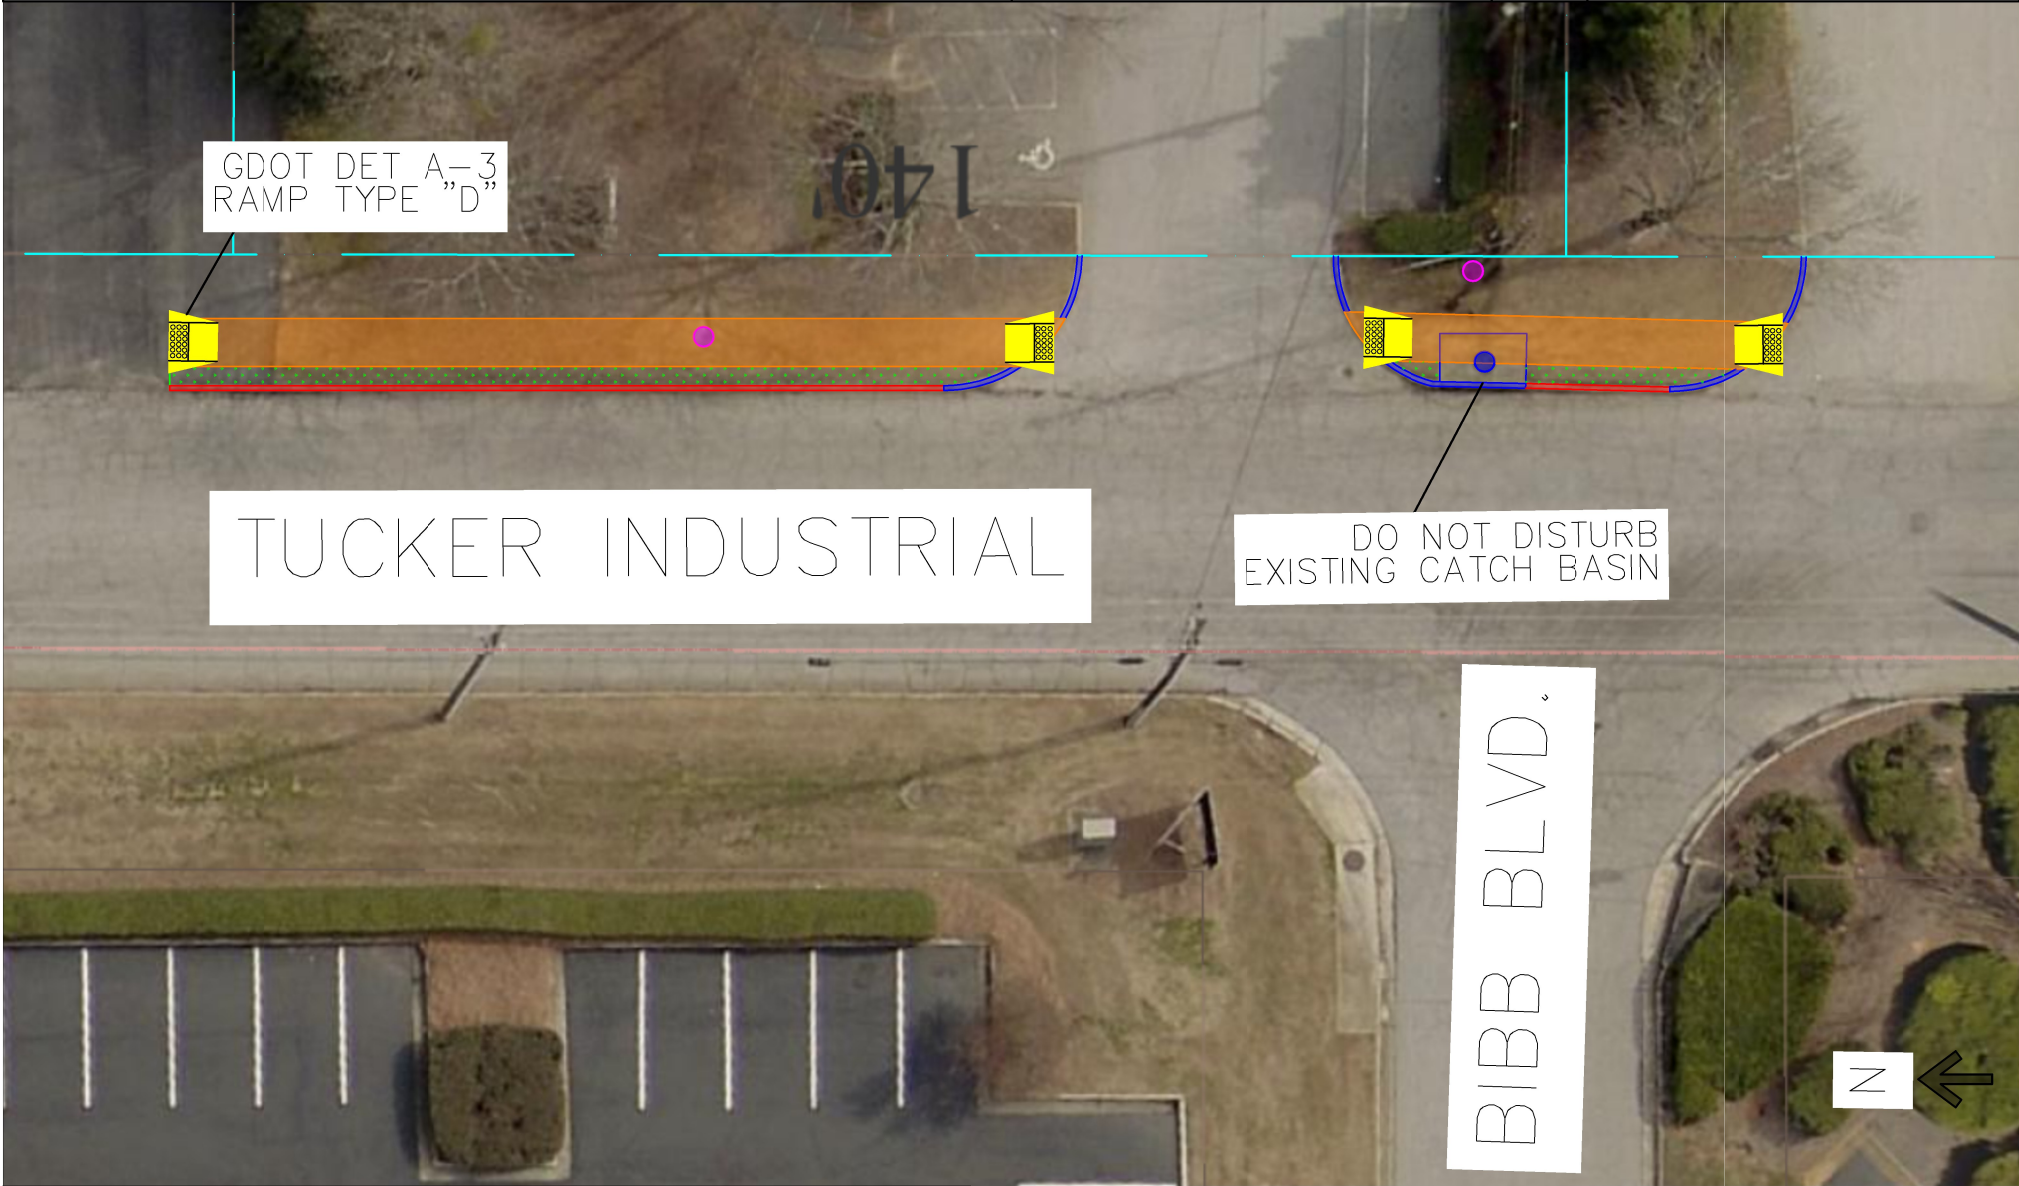 GDOT DET A-3
RAMP TYPE "D"
140'
TUCKER INDUSTRIAL
DO NOT DISTURB
EXISTING CATCH BASIN
BIBB BLVD.
N